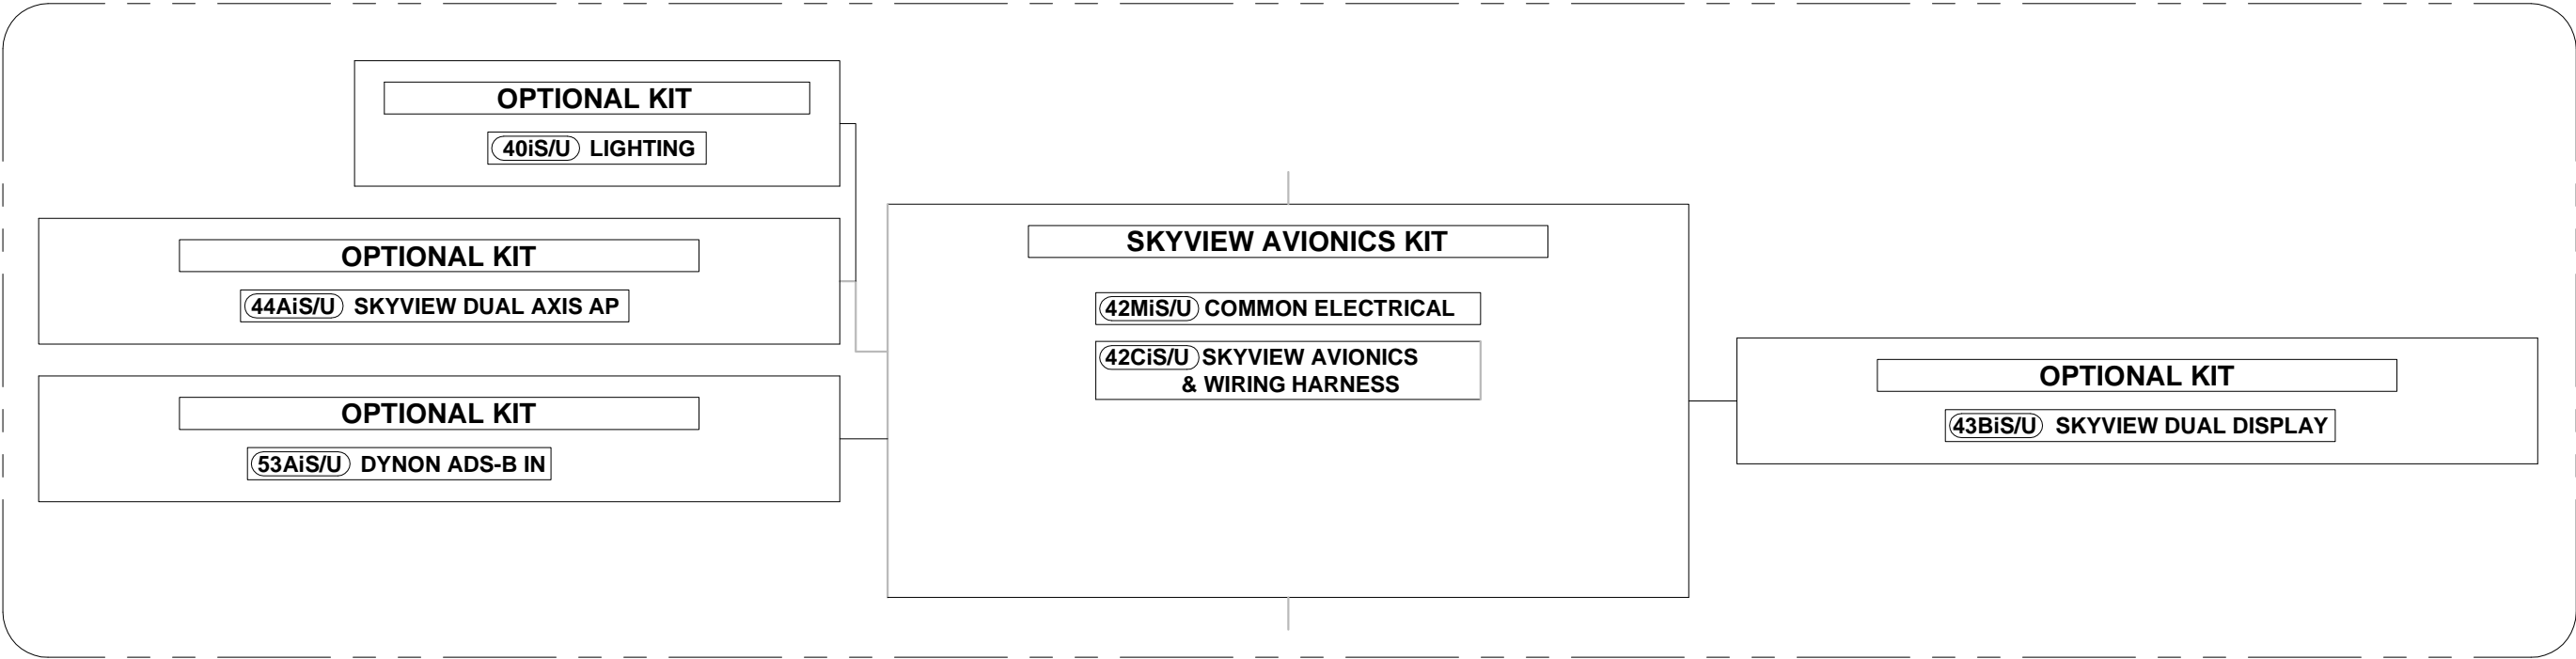 OPTIONAL KIT
40iS/U LIGHTING
OPTIONAL KIT
44AiS/U SKYVIEW DUAL AXIS AP
OPTIONAL KIT
53AiS/U DYNON ADS-B IN
SKYVIEW AVIONICS KIT
42MiS/U COMMON ELECTRICAL
42CiS/U SKYVIEW AVIONICS
& WIRING HARNESS
OPTIONAL KIT
43BiS/U SKYVIEW DUAL DISPLAY